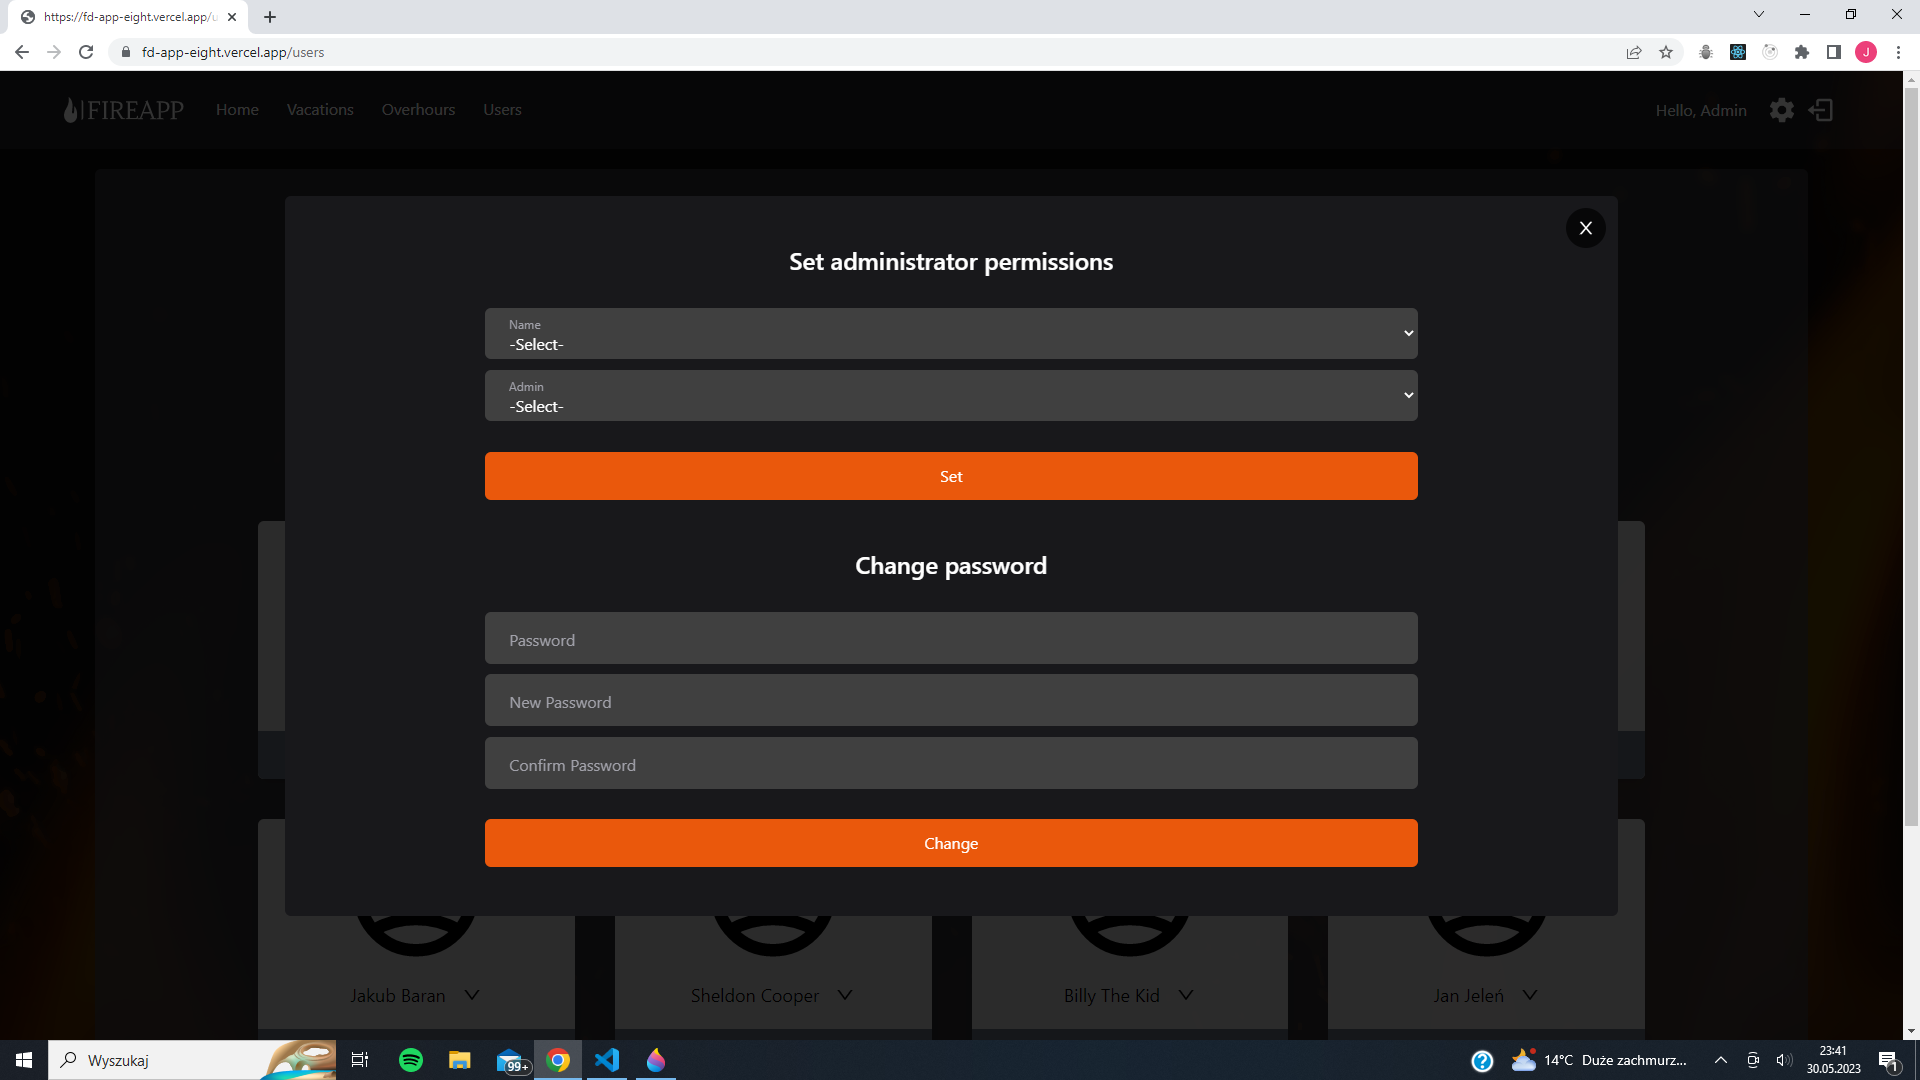 https://fd-app-eight.vercel.app/u
fd-app-eight.vercel.app/users
J
FIREAPP
Home
Vacations
Overhours
Users
Hello, Admin
X
Set administrator permissions
Name
-Select-
Admin
-Select-
Set
Change password
Password
New Password
Confirm Password
Change
Jakub Baran
Sheldon Cooper
Billy The Kid
Jan Jeleń
Wyszukaj
99+
14°C Duże zachmurz...
23:41
30.05.2023
1